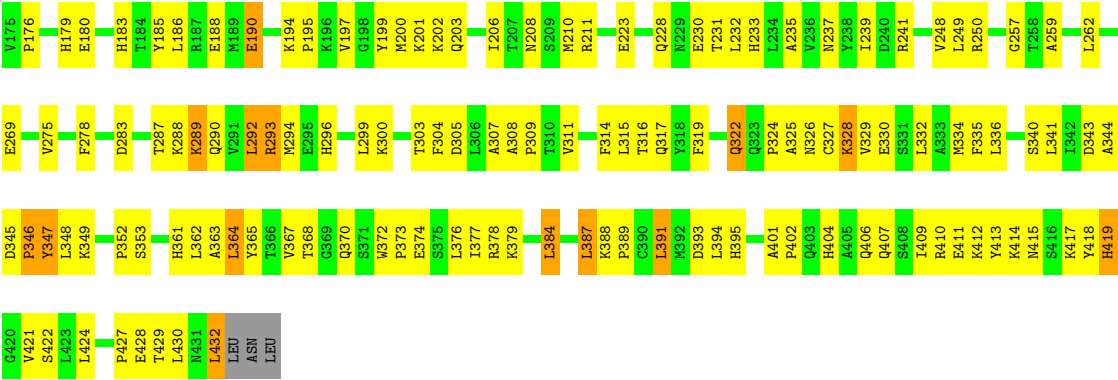 V175 P176 H179 E180 H183 T184 Y185 L186 R187 E188 M189 E190 K194 P195 K196 V197 G198 Y199 M200 K201 K202 Q203 I206 T207 N208 S209 M210 R211 E223 Q228 N229 E230 T231 L232 H233 L234 A235 V236 N237 Y238 I239 D240 R241 V248 L249 R250 G257 T258 A259 L262
E269 V275 F278 D283 T287 K288 K289 Q290 V291 L292 R293 M294 E295 H296 L299 K300 T303 F304 D305 L306 A307 A308 P309 T310 V311 F314 L315 T316 Q317 Y318 F319 Q322 Q323 P324 A325 N326 C327 K328 V329 E330 S331 L332 A333 M334 F335 L336 S340 L341 I342 D343 A344
D345 P346 Y347 L348 K349 P352 S353 H361 L362 A363 L364 Y365 T366 V367 T368 G369 Q370 S371 W372 P373 E374 S375 L376 I377 R378 K379 L384 L387 K388 P389 C390 L391 M392 D393 L394 H395 A401 P402 Q403 H404 A405 Q406 Q407 S408 I409 R410 E411 K412 Y413 K414 N415 S416 K417 Y418 H419
G420 V421 S422 L423 L424 P427 E428 T429 L430 N431 L432 LEU ASN LEU